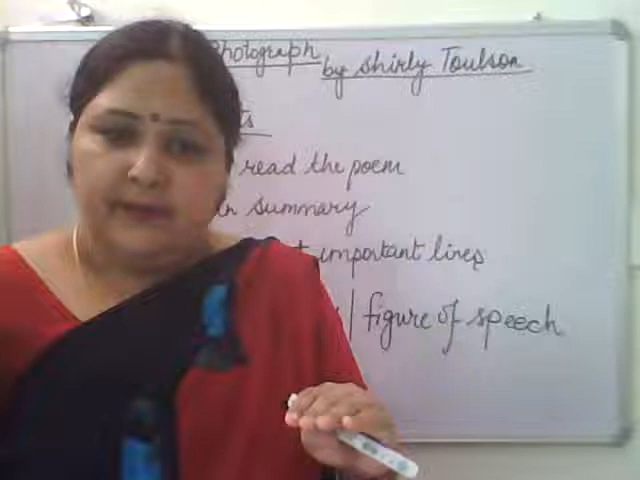 Photograph by Shirly Toulson
read the poem
summary
important lines
| figure of speech